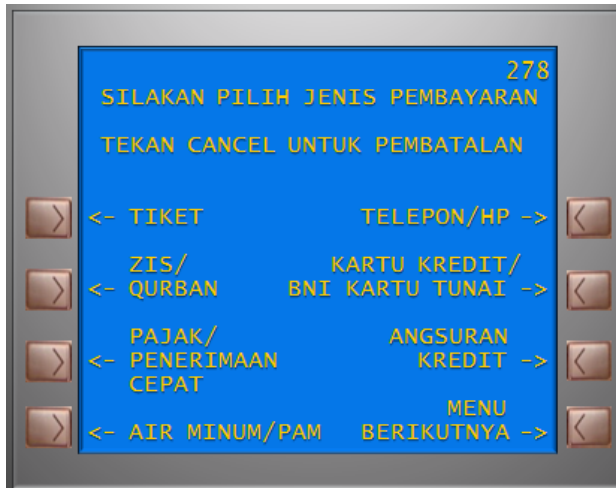 278
SILAKAN PILIH JENIS PEMBAYARAN
TEKAN CANCEL UNTUK PEMBATALAN
<- TIKET
TELEPON/HP ->
ZIS/
<- QURBAN
KARTU KREDIT/
BNI KARTU TUNAI ->
PAJAK/
<- PENERIMAAN
CEPAT
ANGSURAN
KREDIT ->
<- AIR MINUM/PAM
MENU
BERIKUTNYA ->